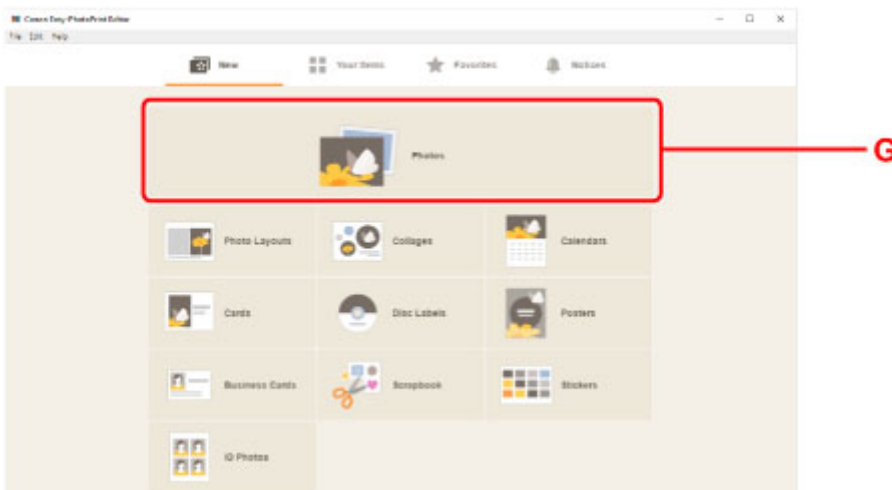 Canon Easy-PhotoPrint Editor
File Edit Help
New Your Items Favorites Notices
Photos
G
Photo Layouts Collages Calendars
Cards Disc Labels Posters
Business Cards Scrapbook Stickers
ID Photos